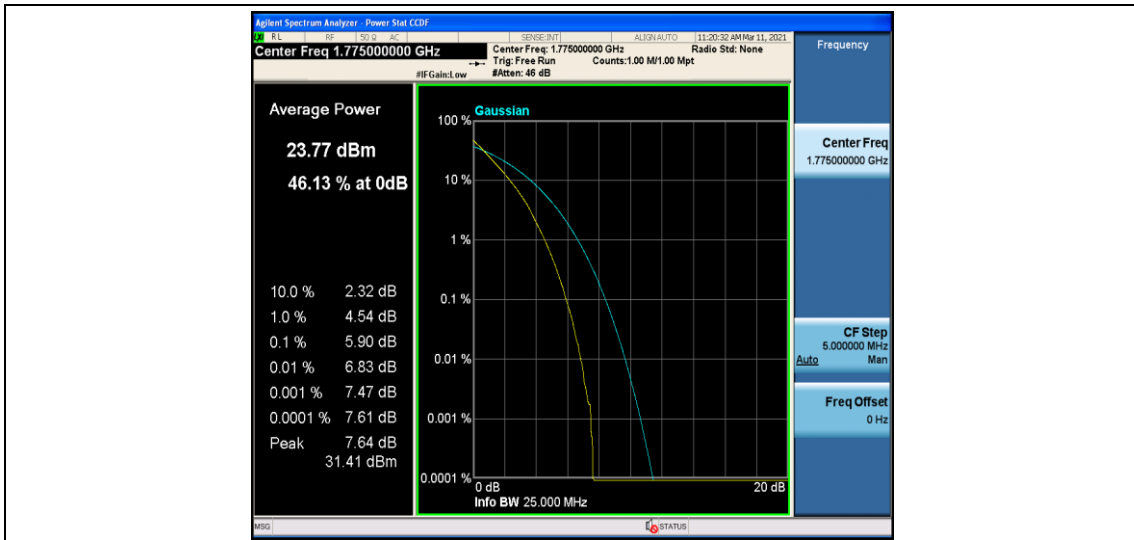 Agilent Spectrum Analyzer - Power Stat CCDF
LXI RL RF 50 Ω AC SENSE:INT ALIGN AUTO 11:20:32 AM Mar 11, 2021
Center Freq 1.775000000 GHz
Center Freq: 1.775000000 GHz Radio Std: None
Trig: Free Run Counts:1.00 M/1.00 Mpt
#IFGain:Low #Atten: 46 dB
Frequency
Average Power
23.77 dBm
46.13 % at 0dB
10.0 % 2.32 dB
1.0 % 4.54 dB
0.1 % 5.90 dB
0.01 % 6.83 dB
0.001 % 7.47 dB
0.0001 % 7.61 dB
Peak 7.64 dB
31.41 dBm
Gaussian
100 %
10 %
1 %
0.1 %
0.01 %
0.001 %
0.0001 %
0 dB 20 dB
Info BW 25.000 MHz
Center Freq
1.775000000 GHz
CF Step
5.000000 MHz
Auto Man
Freq Offset
0 Hz
MSG STATUS